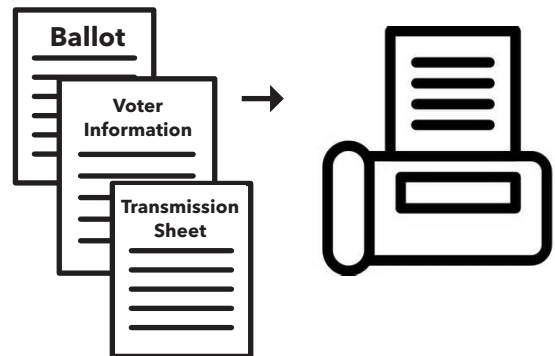 Ballot
Voter
Information
Transmission
Sheet